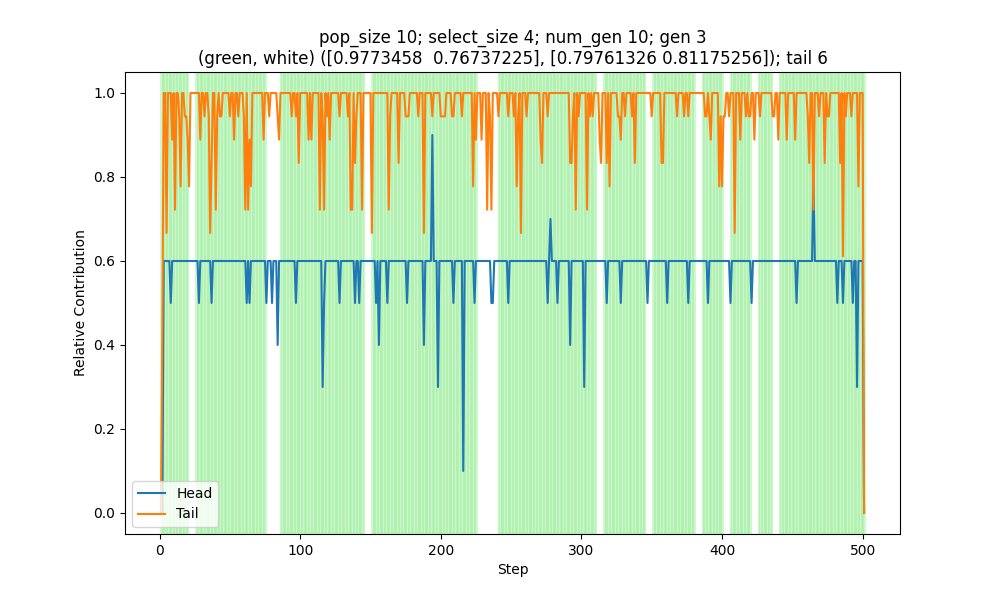 pop_size 10; select_size 4; num_gen 10; gen 3
(green, white) ([0.9773458  0.76737225], [0.79761326 0.81175256]); tail 6
Relative Contribution
1.0
0.8
0.6
0.4
0.2
0.0
Head
Tail
0
100
200
300
400
500
Step